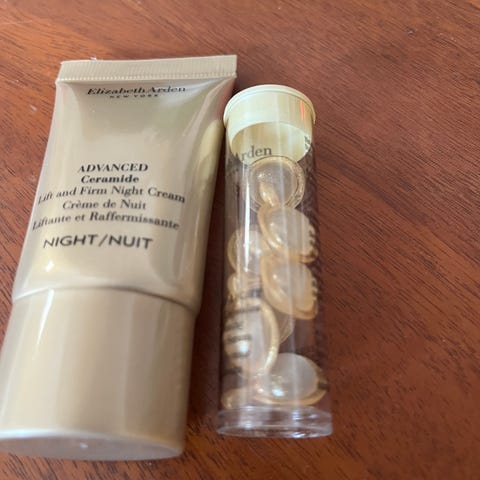 Elizabeth Arden
NEW YORK
ADVANCED
Ceramide
Lift and Firm Night Cream
Crème de Nuit
Liftante et Raffermissante
NIGHT/NUIT
Arden